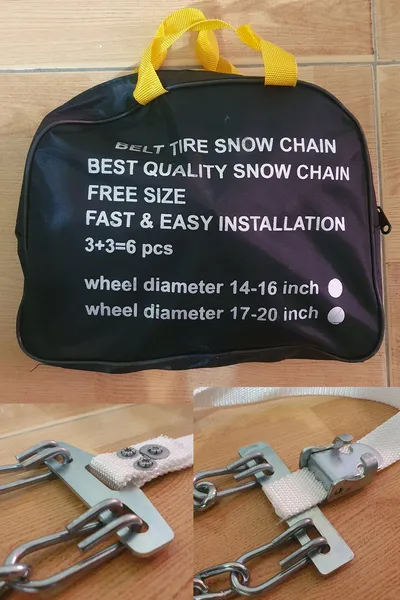 BELT TIRE SNOW CHAIN
BEST QUALITY SNOW CHAIN
FREE SIZE
FAST & EASY INSTALLATION
3+3=6 pcs
wheel diameter 14-16 inch
wheel diameter 17-20 inch